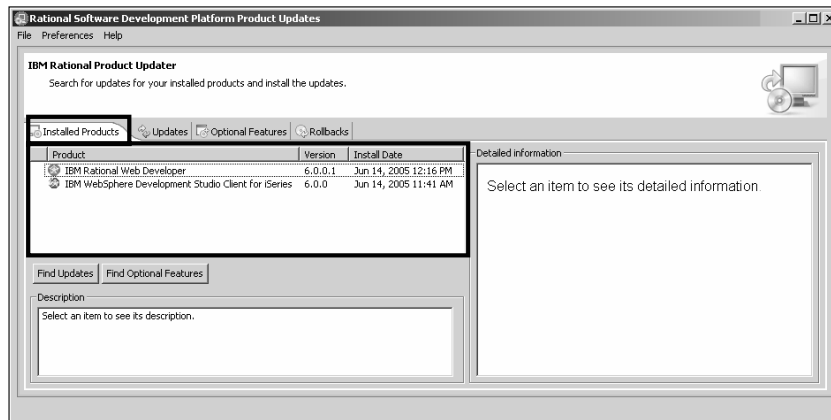 Rational Software Development Platform Product Updates
File Preferences Help
IBM Rational Product Updater
Search for updates for your installed products and install the updates.
Installed Products Updates Optional Features Rollbacks
Product Version Install Date
IBM Rational Web Developer 6.0.0.1 Jun 14, 2005 12:16 PM
IBM WebSphere Development Studio Client for iSeries 6.0.0 Jun 14, 2005 11:41 AM
Detailed information
Select an item to see its detailed information.
Find Updates Find Optional Features
Description
Select an item to see its description.